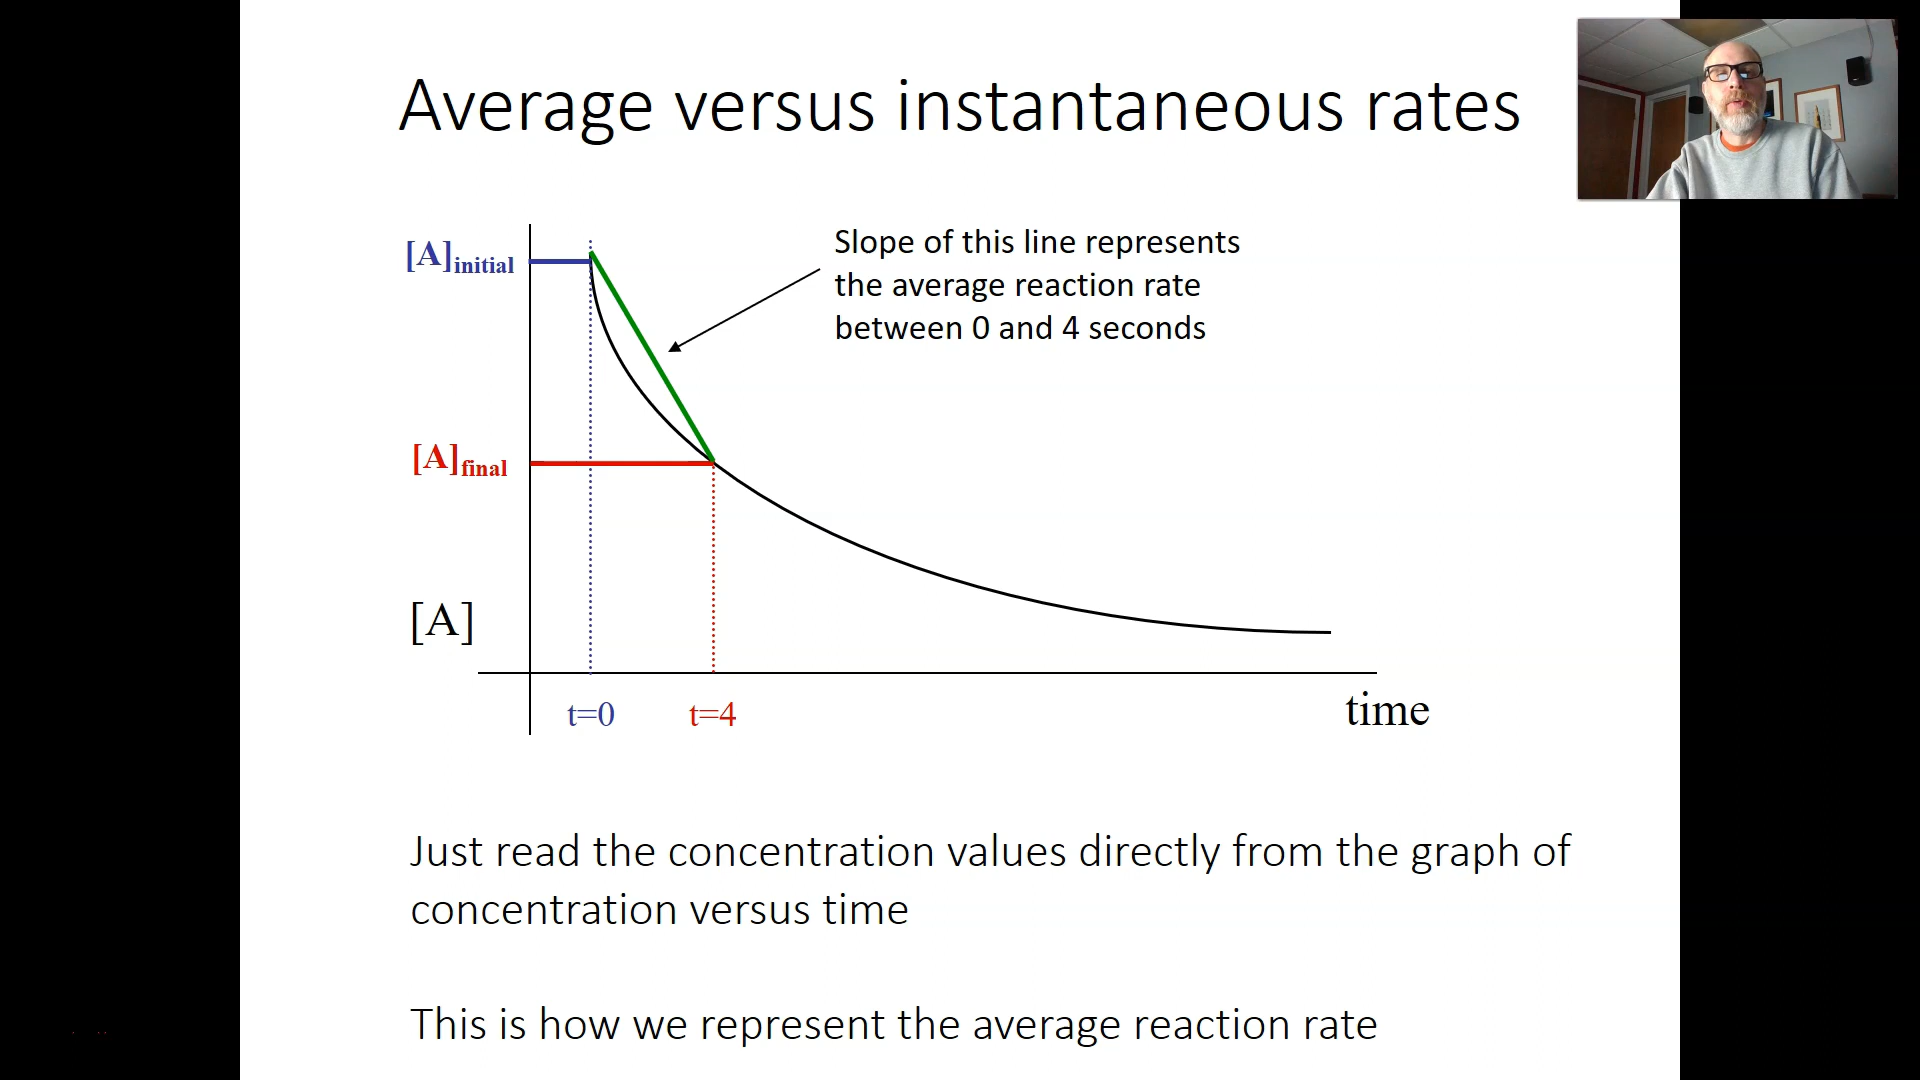 Average versus instantaneous rates
[A]initial
Slope of this line represents
the average reaction rate
between 0 and 4 seconds
[A]final
[A]
t=0
t=4
time
Just read the concentration values directly from the graph of
concentration versus time
This is how we represent the average reaction rate